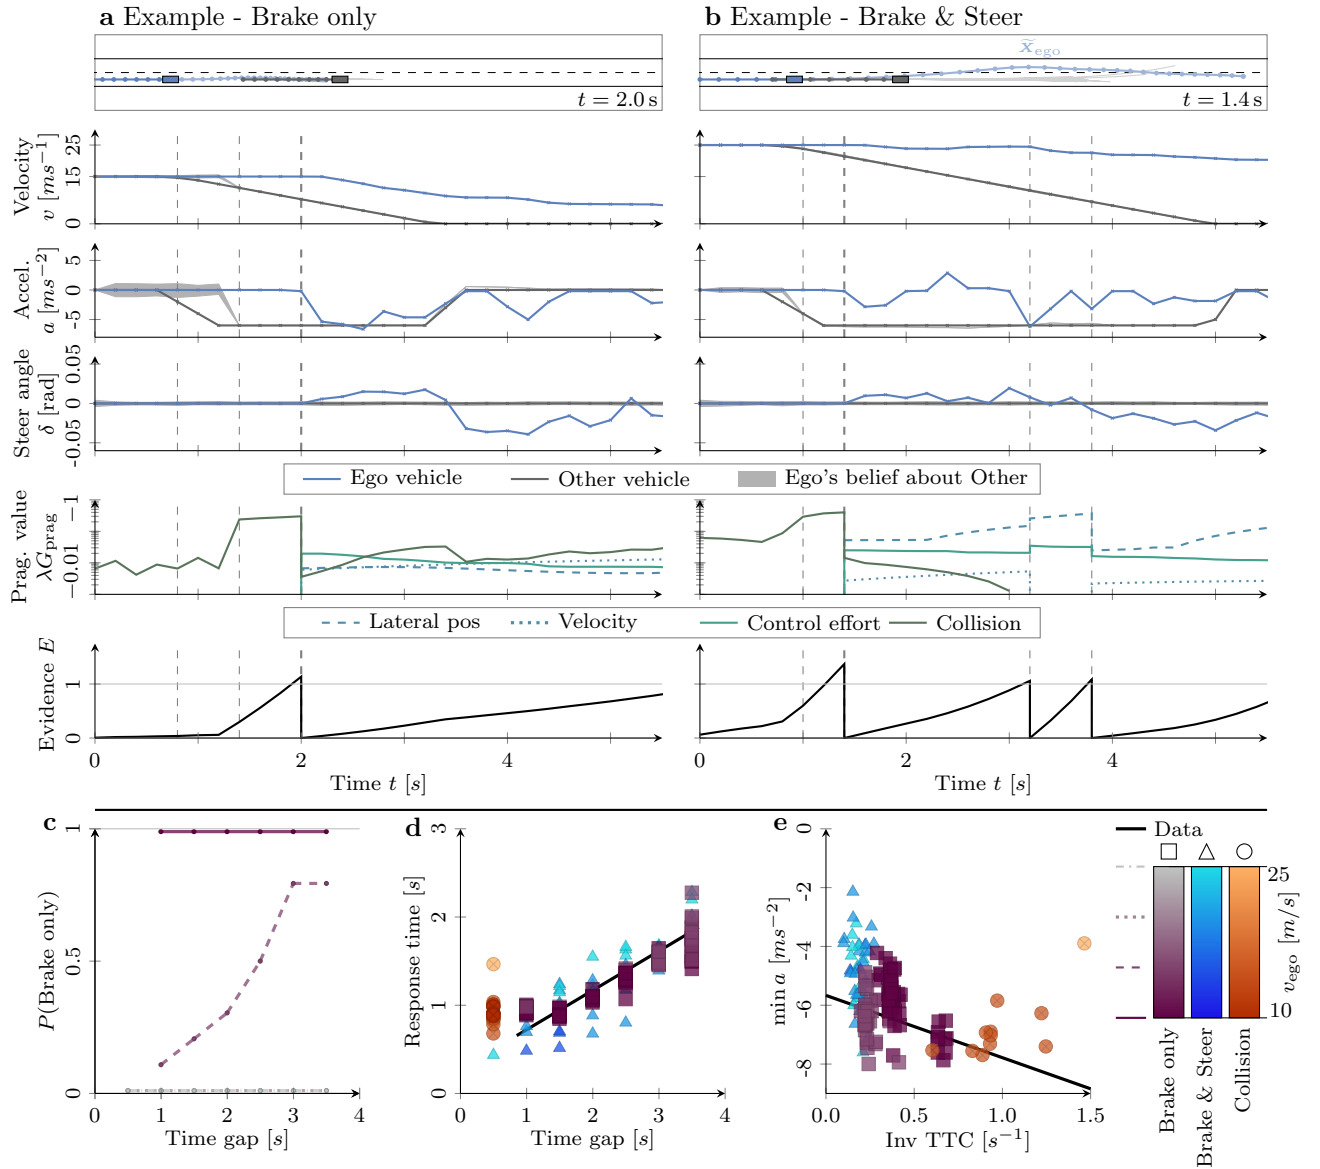 a Example - Brake only
b Example - Brake & Steer
x̃ego
t = 2.0 s
t = 1.4 s
Velocity
v [ms−1]
25
15
0
Accel.
a [ms−2]
5
0
-5
Steer angle
δ [rad]
0.05
0
-0.05
Ego vehicle
Other vehicle
Ego's belief about Other
Prag. value
λGprag
−1
−0.01
Lateral pos
Velocity
Control effort
Collision
Evidence E
1
0
0 2 4
Time t [s]
2 4
Time t [s]
c
P(Brake only)
1
0.5
0
0 1 2 3 4
Time gap [s]
d
Response time [s]
3
2
1
0
0 1 2 3 4
Time gap [s]
e
min a [ms−2]
0
-2
-4
-6
-8
0.0 0.5 1.0 1.5
Inv TTC [s−1]
Data
25
10
vego [m/s]
Brake only
Brake & Steer
Collision